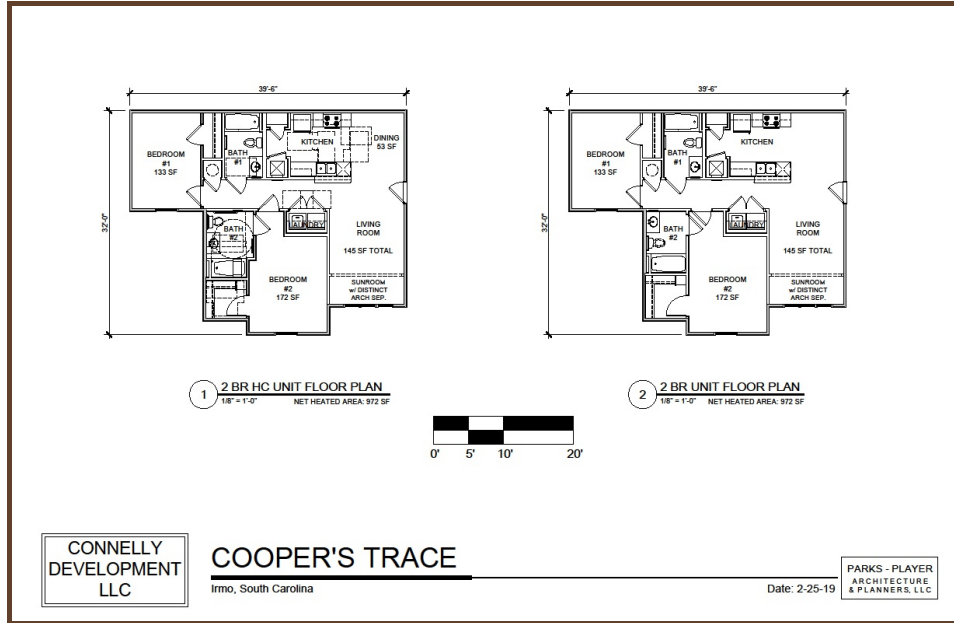 39'-6"
32'-0"
BEDROOM
#1
133 SF
BATH
#1
KITCHEN
DINING
53 SF
BATH
#2
LAUNDRY
LIVING
ROOM
145 SF TOTAL
BEDROOM
#2
172 SF
SUNROOM
w/ DISTINCT
ARCH SEP.
1
2 BR HC UNIT FLOOR PLAN
1/8" = 1'-0" NET HEATED AREA: 972 SF
39'-6"
32'-0"
BEDROOM
#1
133 SF
BATH
#1
KITCHEN
BATH
#2
LAUNDRY
LIVING
ROOM
145 SF TOTAL
BEDROOM
#2
172 SF
SUNROOM
w/ DISTINCT
ARCH SEP.
2
2 BR UNIT FLOOR PLAN
1/8" = 1'-0" NET HEATED AREA: 972 SF
0' 5' 10' 20'
CONNELLY
DEVELOPMENT
LLC
COOPER'S TRACE
Irmo, South Carolina
Date: 2-25-19
PARKS - PLAYER
ARCHITECTURE
& PLANNERS, LLC